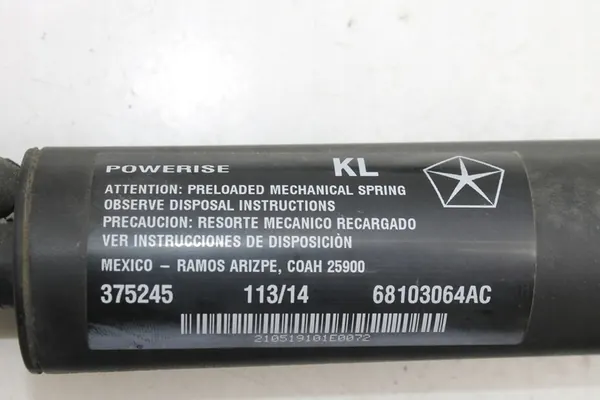 POWERISE KL
ATTENTION: PRELOADED MECHANICAL SPRING
OBSERVE DISPOSAL INSTRUCTIONS
PRECAUCION: RESORTE MECANICO RECARGADO
VER INSTRUCCIONES DE DISPOSICIÒN
MEXICO – RAMOS ARIZPE, COAH 25900
375245 113/14 68103064AC
210519101E0072